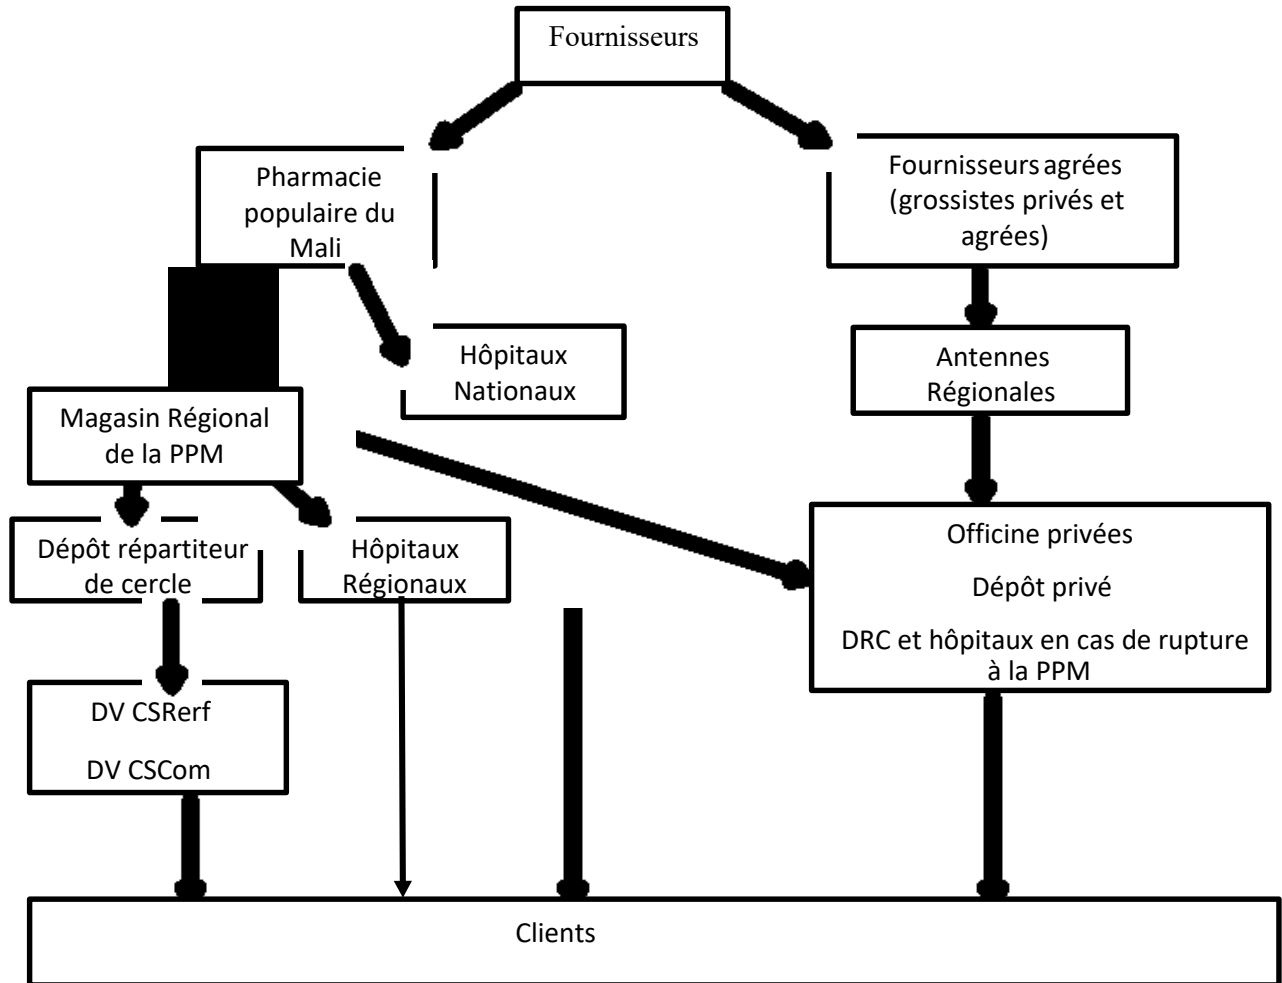 Fournisseurs
Pharmacie
populaire du
Mali
Fournisseurs agrées
(grossistes privés et
agrées)
Hôpitaux
Nationaux
Antennes
Régionales
Magasin Régional
de la PPM
Dépôt répartiteur
de cercle
Hôpitaux
Régionaux
Officine privées
Dépôt privé
DRC et hôpitaux en cas de rupture
à la PPM
DV CSRerf
DV CSCom
Clients